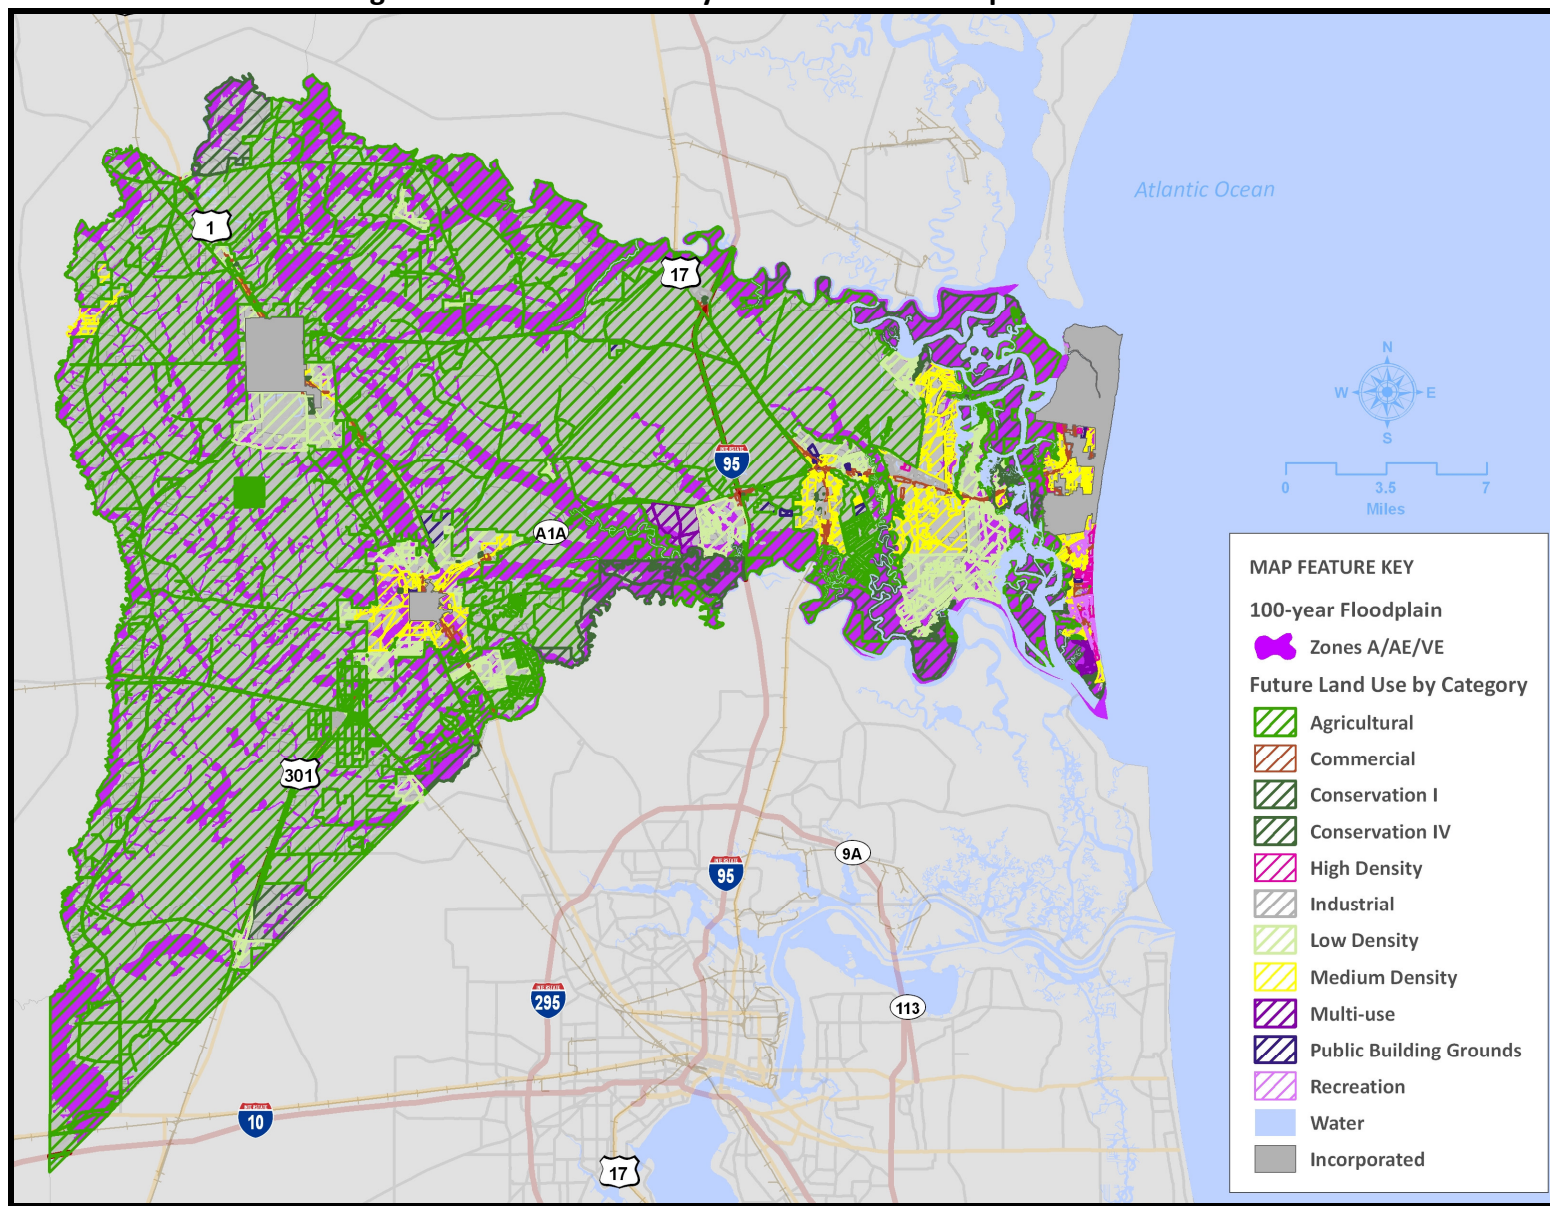 Atlantic Ocean
1
17
N
W
E
S
95
0
3.5
7
Miles
A1A
MAP FEATURE KEY
100-year Floodplain
Zones A/AE/VE
Future Land Use by Category
Agricultural
301
Commercial
Conservation I
Conservation IV
9A
95
High Density
Industrial
Low Density
Medium Density
295
113
Multi-use
Public Building Grounds
Recreation
10
Water
Incorporated
17